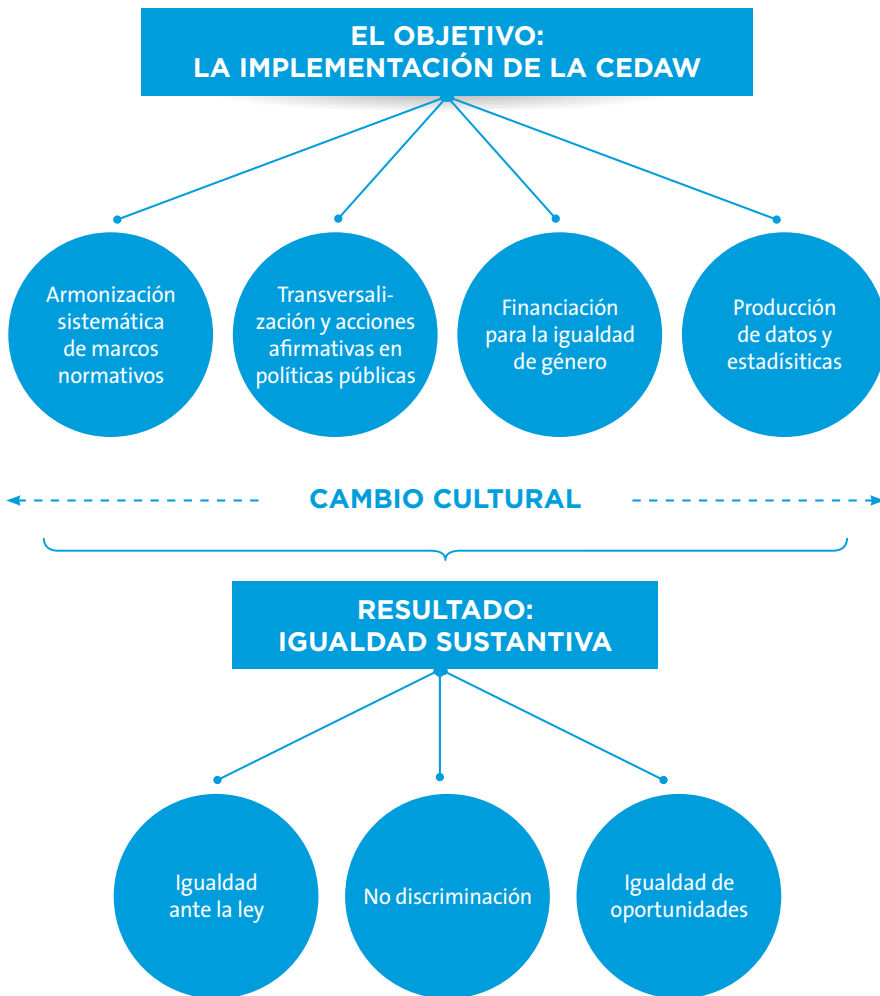 EL OBJETIVO:
LA IMPLEMENTACIÓN DE LA CEDAW
Armonización
sistemática
de marcos
normativos
Transversali-
zación y acciones
afirmativas en
políticas públicas
Financiación
para la igualdad
de género
Producción
de datos y
estadísiticas
CAMBIO CULTURAL
RESULTADO:
IGUALDAD SUSTANTIVA
Igualdad
ante la ley
No discriminación
Igualdad de
oportunidades